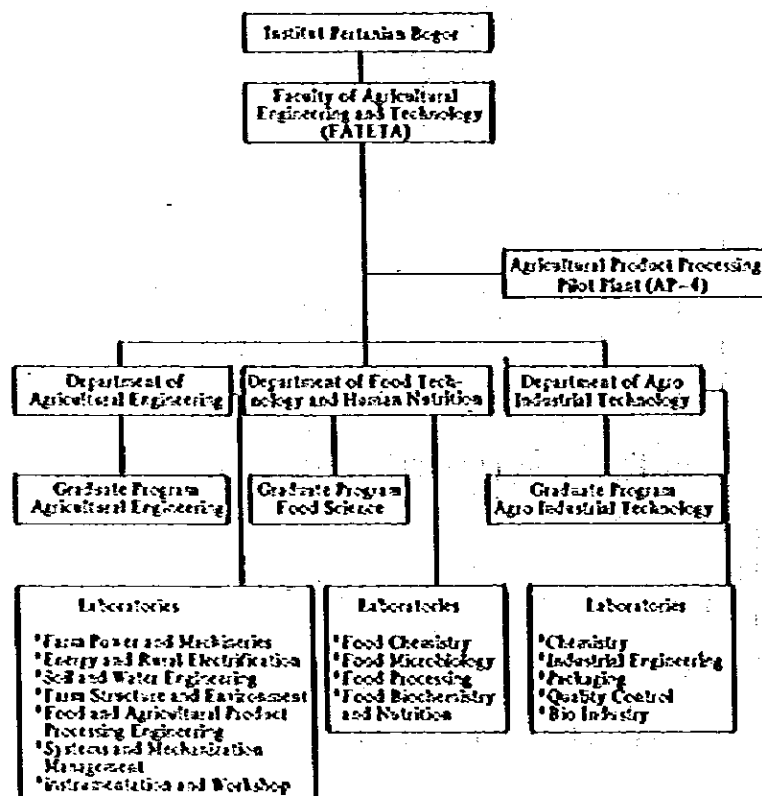 Institut Pertanian Bogor
Faculty of Agricultural
Engineering and Technology
(FATETA)
Agricultural Product Processing
Pilot Plant (AP-4)
Department of
Agricultural Engineering
Department of Food Tech-
nology and Human Nutrition
Department of Agro
Industrial Technology
Graduate Program
Agricultural Engineering
Graduate Program
Food Science
Graduate Program
Agro Industrial Technology
Laboratories
*Farm Power and Machineries
*Energy and Rural Electrification
*Soil and Water Engineering
*Farm Structure and Environment
*Food and Agricultural Product
Processing Engineering
*Systems and Mechanization
Management
*Instrumentation and Workshop
Laboratories
*Food Chemistry
*Food Microbiology
*Food Processing
*Food Biochemistry
and Nutrition
Laboratories
*Chemistry
*Industrial Engineering
*Packaging
*Quality Control
*Bio Industry